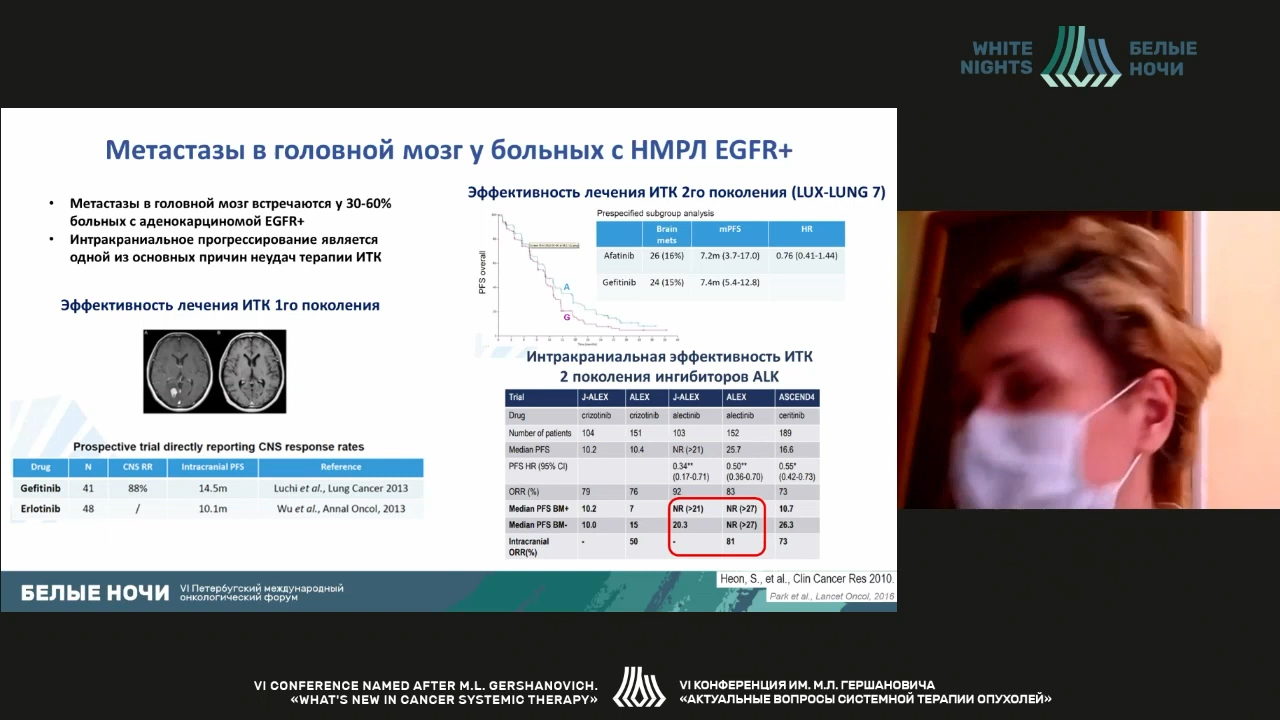 WHITE
NIGHTS
БЕЛЫЕ
НОЧИ
Метастазы в головной мозг у больных с НМРЛ EGFR+
• Метастазы в головной мозг встречаются у 30-60%
больных с аденокарциномой EGFR+
• Интракраниальное прогрессирование является
одной из основных причин неудач терапии ИТК
Эффективность лечения ИТК 1го поколения
Prospective trial directly reporting CNS response rates
Drug N CNS RR Intracranial PFS Reference
Gefitinib 41 88% 14.5m Luchi et al., Lung Cancer 2013
Erlotinib 48 / 10.1m Wu et al., Annal Oncol, 2013
Эффективность лечения ИТК 2го поколения (LUX-LUNG 7)
PFS overall
A
G
Prespecified subgroup analysis
Brain mPFS HR
mets
Afatinib 26 (16%) 7.2m (3.7-17.0) 0.76 (0.41-1.44)
Gefitinib 24 (15%) 7.4m (5.4-12.8)
Интракраниальная эффективность ИТК
2 поколения ингибиторов ALK
Trial J-ALEX ALEX J-ALEX ALEX ASCEND4
Drug crizotinib crizotinib alectinib alectinib ceritinib
Number of patients 104 151 103 152 189
Median PFS 10.2 10.4 NR (>21) 25.7 16.6
PFS HR (95% CI) 0.34** 0.50** 0.55*
(0.17-0.71) (0.36-0.70) (0.42-0.73)
ORR (%) 79 76 92 83 73
Median PFS BM+ 10.2 7 NR (>21) NR (>27) 10.7
Median PFS BM- 10.0 15 20.3 NR (>27) 26.3
Intracranial - 50 - 81 73
ORR(%)
БЕЛЫЕ НОЧИ
VI Петербугский международный
онкологический форум
Heon, S., et al., Clin Cancer Res 2010.
Park et al., Lancet Oncol, 2016
VI CONFERENCE NAMED AFTER M.L. GERSHANOVICH.
«WHAT'S NEW IN CANCER SYSTEMIC THERAPY»
VI КОНФЕРЕНЦИЯ ИМ. М.Л. ГЕРШАНОВИЧА
«АКТУАЛЬНЫЕ ВОПРОСЫ СИСТЕМНОЙ ТЕРАПИИ ОПУХОЛЕЙ»